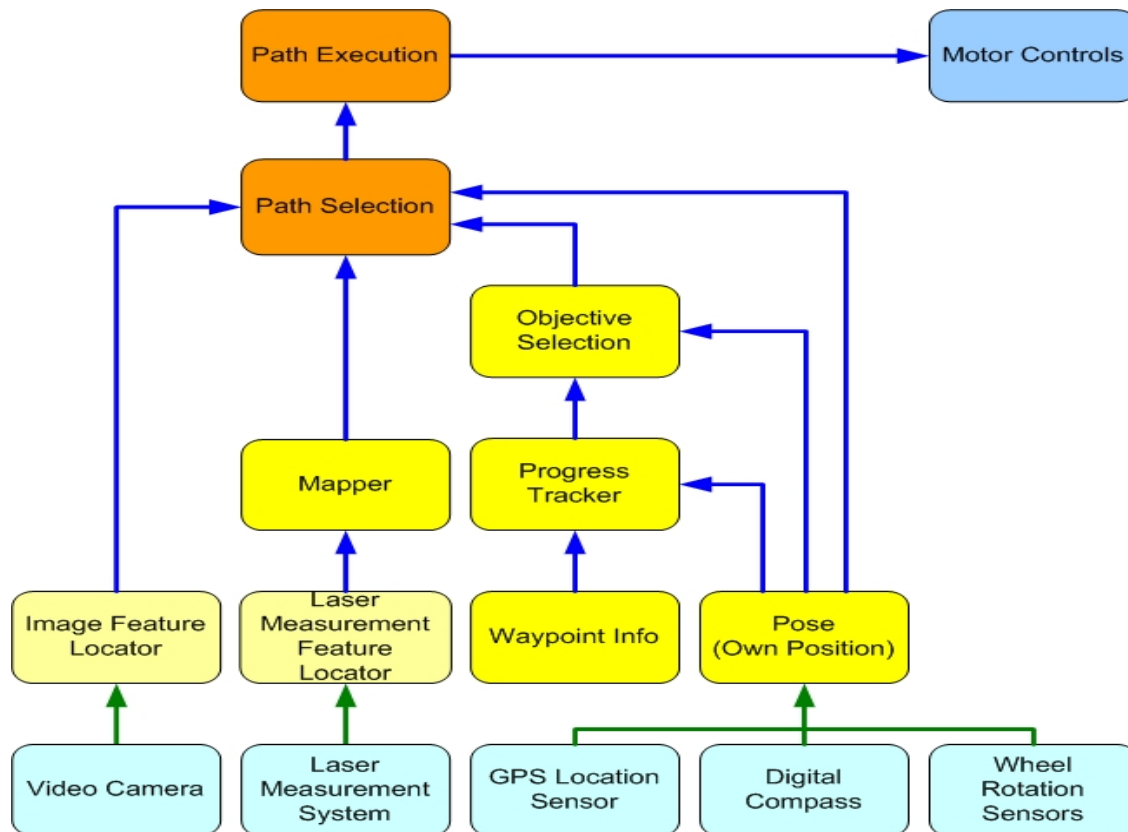 Path Execution
Motor Controls
Path Selection
Objective
Selection
Mapper
Progress
Tracker
Image Feature
Locator
Laser
Measurement
Feature
Locator
Waypoint Info
Pose
(Own Position)
Video Camera
Laser
Measurement
System
GPS Location
Sensor
Digital
Compass
Wheel
Rotation
Sensors